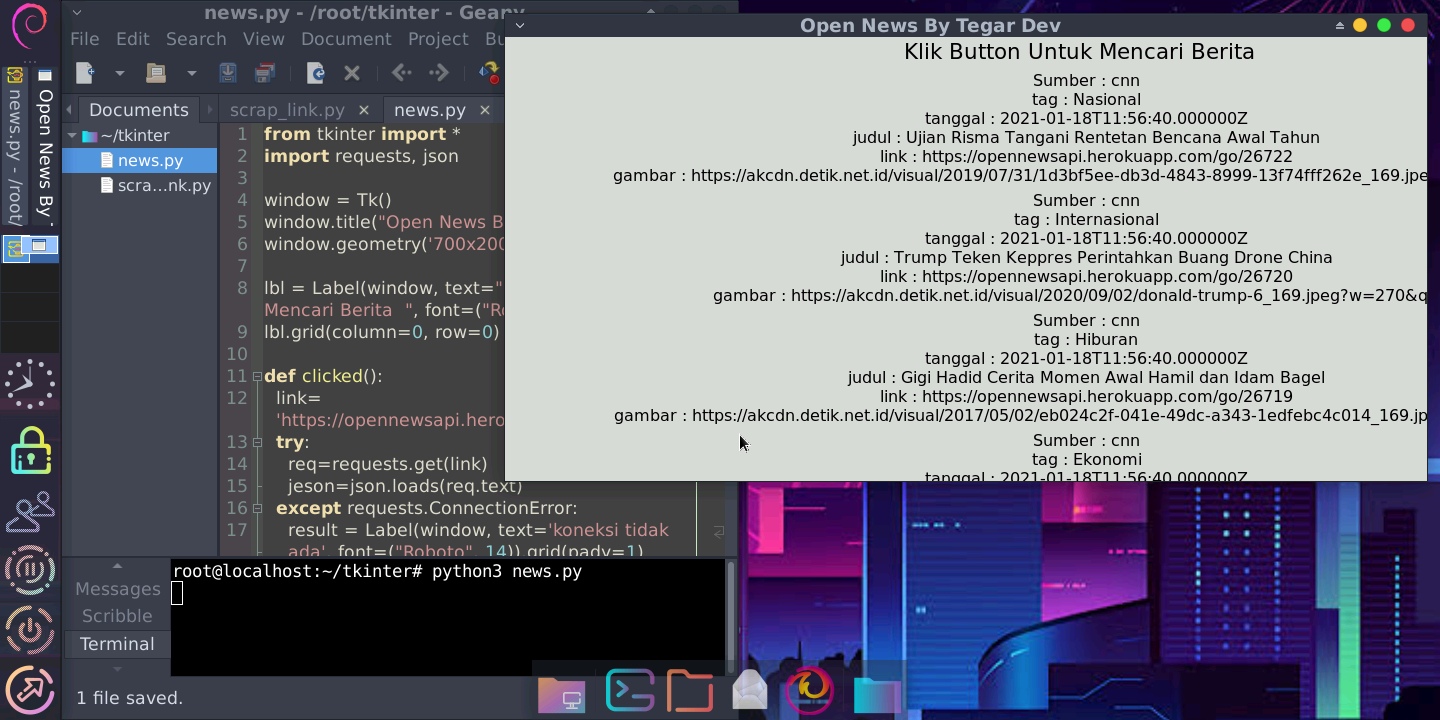 news.py - /root/tkinter - Geany
File Edit Search View Document Project
Documents
scrap_link.py
news.py
~/tkinter
news.py
scra...nk.py
1 from tkinter import *
2 import requests, json
3
4 window = Tk()
5 window.title("Open News B
6 window.geometry('700x200
7
8 lbl = Label(window, text="
Mencari Berita ", font=("Ro
9 lbl.grid(column=0, row=0)
10
11 def clicked():
12 link=
'https://opennewsapi.hero
13 try:
14 req=requests.get(link)
15 jeson=json.loads(req.text)
16 except requests.ConnectionError:
17 result = Label(window, text='koneksi tidak
ada', font=("Roboto", 14)).grid(pady=1)
Messages
Scribble
Terminal
root@localhost:~/tkinter# python3 news.py
1 file saved.
news.py - /root/
Open News By
Open News By Tegar Dev
Klik Button Untuk Mencari Berita
Sumber : cnn
tag : Nasional
tanggal : 2021-01-18T11:56:40.000000Z
judul : Ujian Risma Tangani Rentetan Bencana Awal Tahun
link : https://opennewsapi.herokuapp.com/go/26722
gambar : https://akcdn.detik.net.id/visual/2019/07/31/1d3bf5ee-db3d-4843-8999-13f74fff262e_169.jpe
Sumber : cnn
tag : Internasional
tanggal : 2021-01-18T11:56:40.000000Z
judul : Trump Teken Keppres Perintahkan Buang Drone China
link : https://opennewsapi.herokuapp.com/go/26720
gambar : https://akcdn.detik.net.id/visual/2020/09/02/donald-trump-6_169.jpeg?w=270&q
Sumber : cnn
tag : Hiburan
tanggal : 2021-01-18T11:56:40.000000Z
judul : Gigi Hadid Cerita Momen Awal Hamil dan Idam Bagel
link : https://opennewsapi.herokuapp.com/go/26719
gambar : https://akcdn.detik.net.id/visual/2017/05/02/eb024c2f-041e-49dc-a343-1edfebc4c014_169.jp
Sumber : cnn
tag : Ekonomi
tanggal : 2021-01-18T11:56:40.000000Z